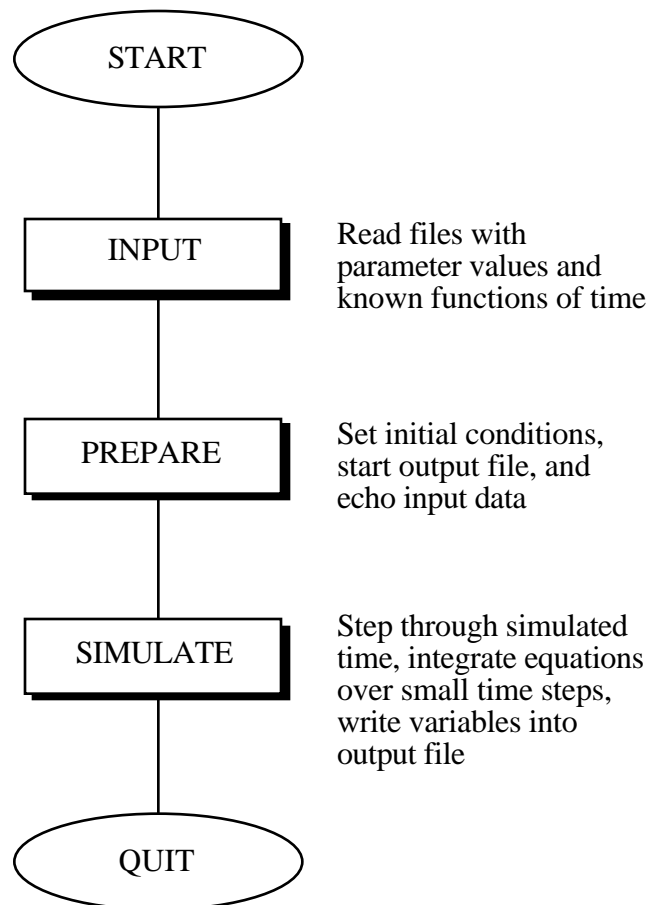 START
INPUT
Read files with
parameter values and
known functions of time
PREPARE
Set initial conditions,
start output file, and
echo input data
SIMULATE
Step through simulated
time, integrate equations
over small time steps,
write variables into
output file
QUIT